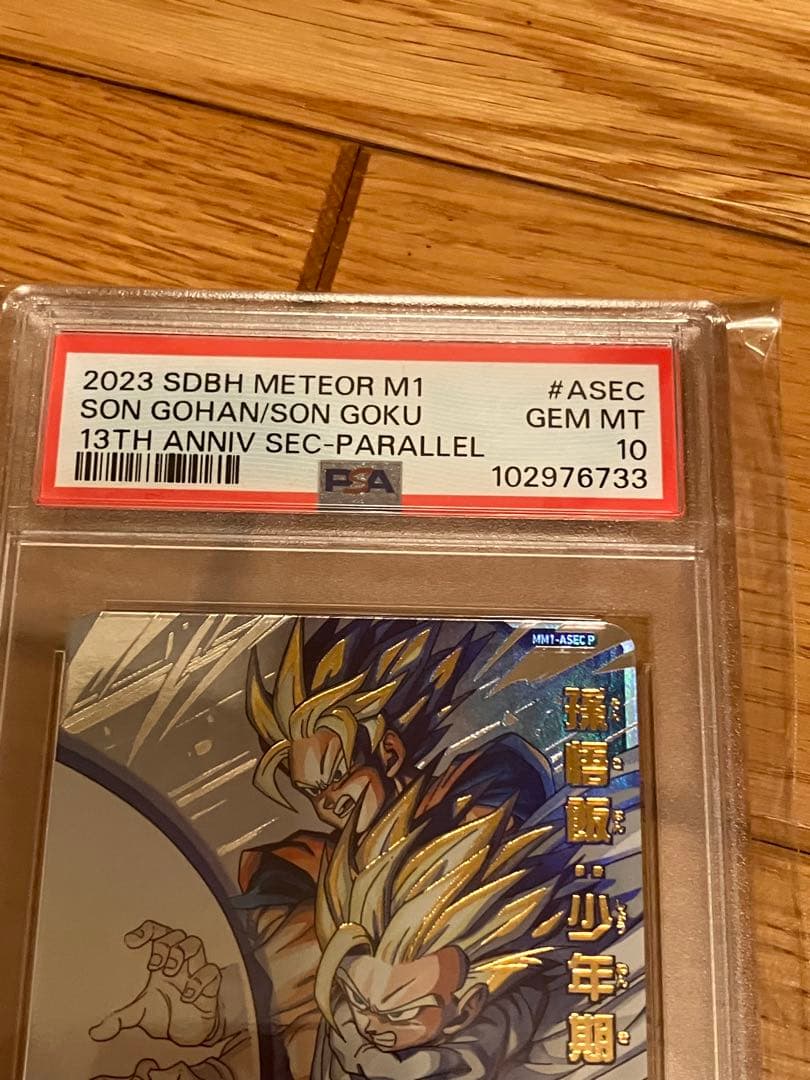 2023 SDBH METEOR M1
#ASEC
SON GOHAN/SON GOKU
GEM MT
13TH ANNIV SEC-PARALLEL
10
PSA
102976733
MM1-ASEC P
孫悟飯:少年期